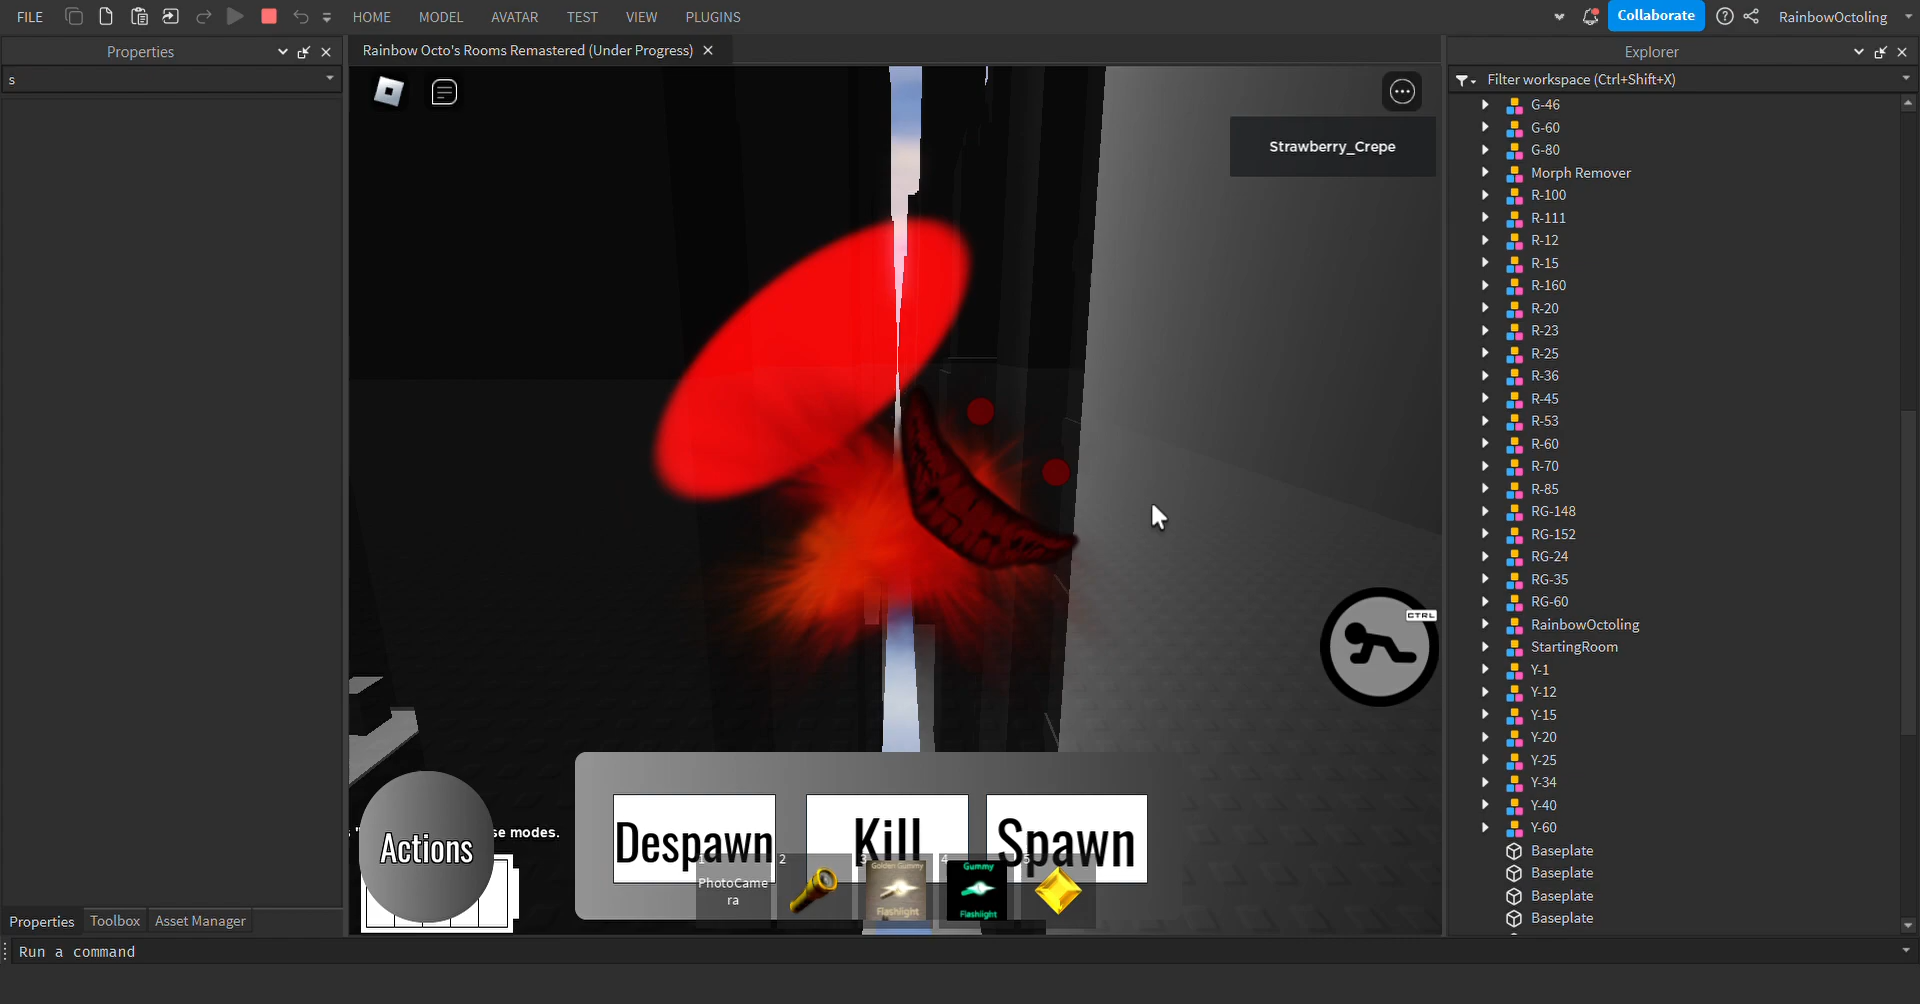 FILE
HOME
MODEL
AVATAR
TEST
VIEW
PLUGINS
Collaborate
RainbowOctoling
Properties
s
Rainbow Octo's Rooms Remastered (Under Progress)
Explorer
Filter workspace (Ctrl+Shift+X)
Strawberry_Crepe
G-46
G-60
G-80
Morph Remover
R-100
R-111
R-12
R-15
R-160
R-20
R-23
R-25
R-36
R-45
R-53
R-60
R-70
R-85
RG-148
RG-152
RG-24
RG-35
RG-60
RainbowOctoling
StartingRoom
Y-1
Y-12
Y-15
Y-20
Y-25
Y-34
Y-40
Y-60
Baseplate
Baseplate
Baseplate
Baseplate
CTRL
se modes.
Actions
Despawn
Kill
Spawn
1
PhotoCame
ra
2
3
Golden Gummy
Flashlight
4
Gummy
Flashlight
5
Properties
Toolbox
Asset Manager
Run a command